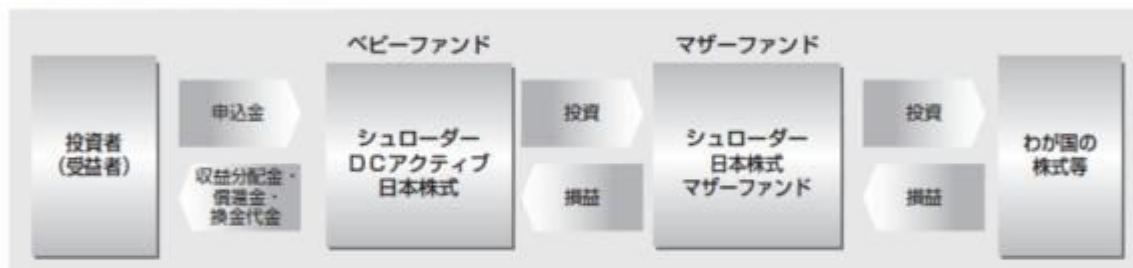 ベビーファンド
マザーファンド
投資者
(受益者)
申込金
収益分配金・
償還金・
換金代金
シュローダー
DCアクティブ
日本株式
投資
損益
シュローダー
日本株式
マザーファンド
投資
損益
わが国の
株式等